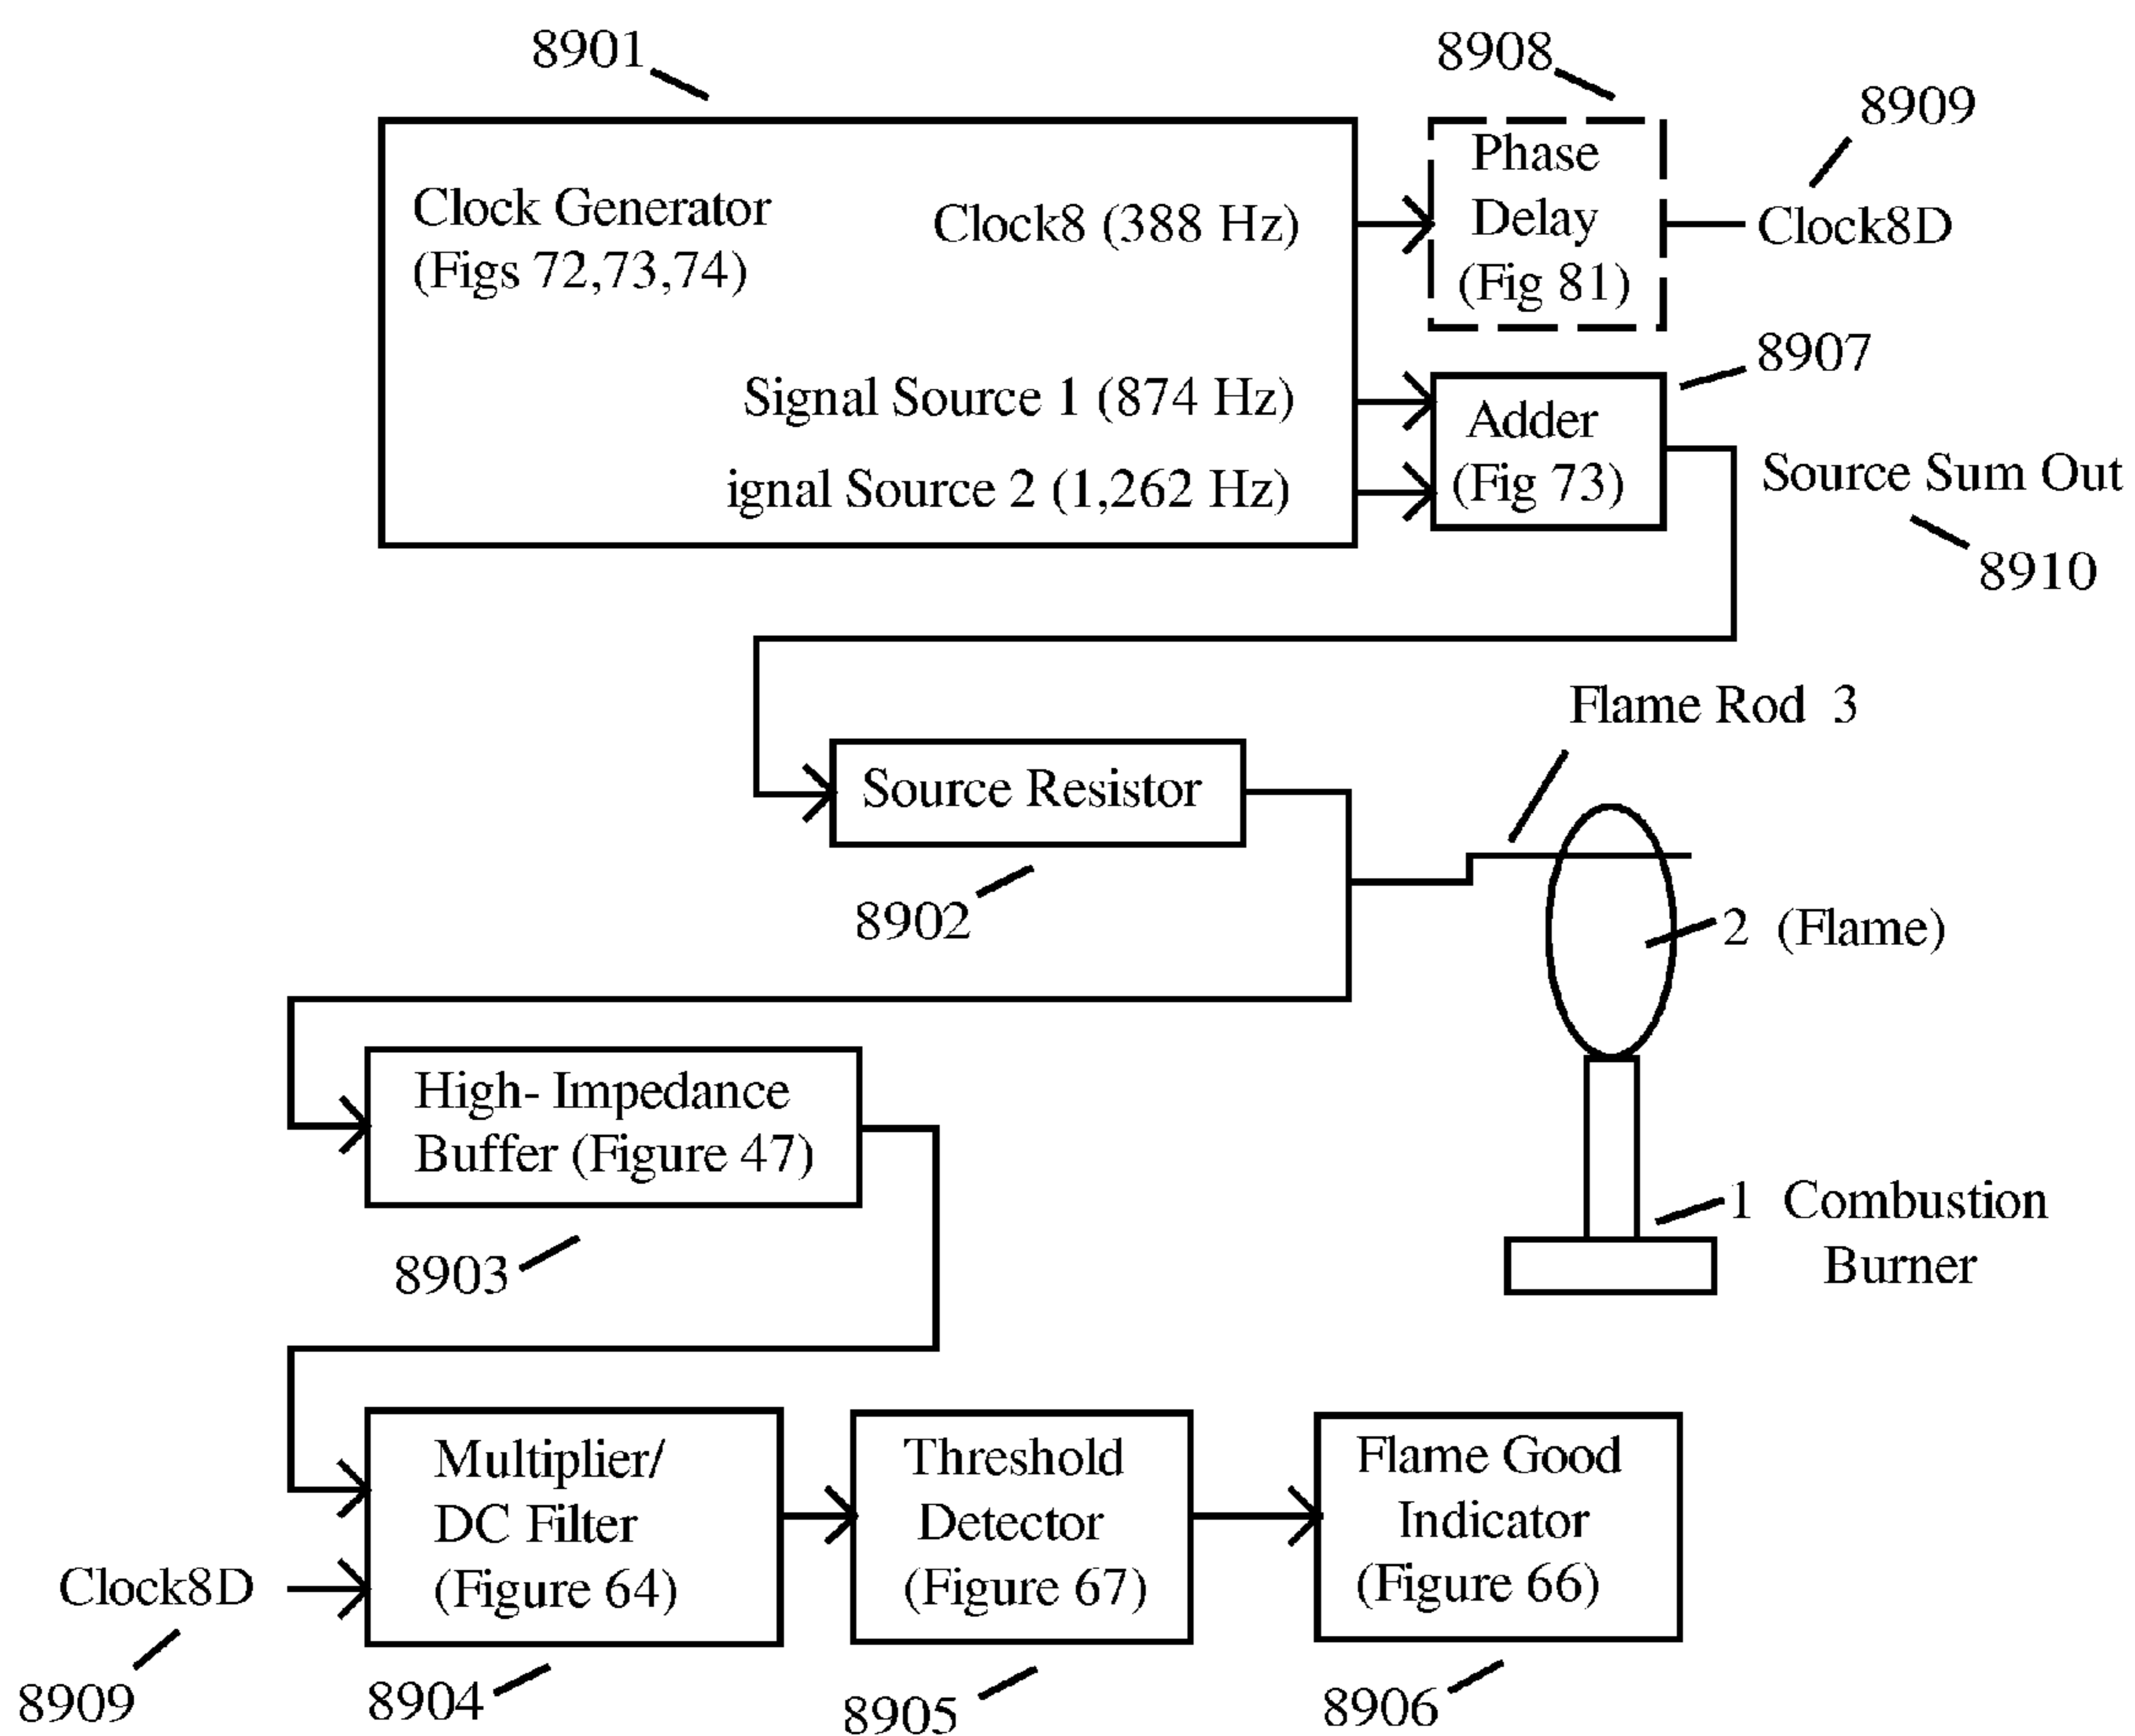 8901
8908
8909
Clock Generator
(Figs 72,73,74)
Clock8 (388 Hz)
Phase
Delay
(Fig 81)
Clock8D
8907
Signal Source 1 (874 Hz)
ignal Source 2 (1,262 Hz)
Adder
(Fig 73)
Source Sum Out
8910
Flame Rod 3
Source Resistor
8902
2 (Flame)
High- Impedance
Buffer (Figure 47)
8903
1 Combustion
Burner
Multiplier/
DC Filter
(Figure 64)
Threshold
Detector
(Figure 67)
Flame Good
Indicator
(Figure 66)
Clock8D
8909
8904
8905
8906